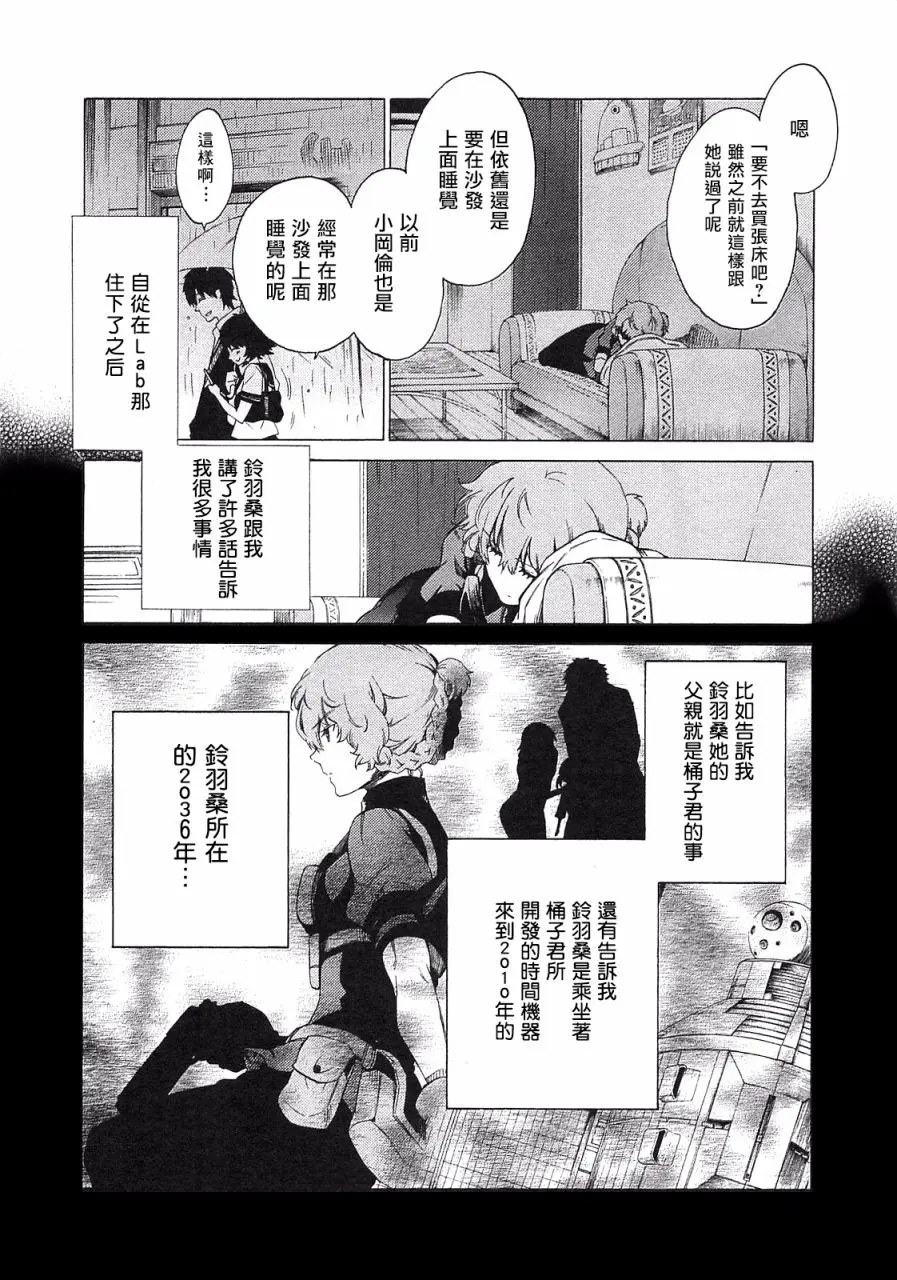 嗯
「要不去買張床吧?」
雖然之前就這樣跟
她説過了呢
但依舊還是
要在沙發
上面睡覺
以前
小岡倫也是
經常在那
沙發上面
睡覺的呢
這樣啊…
自從在Lab那
住下了之后
鈴羽桑跟我
講了許多話告訴
我很多事情
比如告訴我
鈴羽桑她的
父親就是桶子君的事
還有告訴我
鈴羽桑是乘坐著
桶子君所
開發的時間機器
來到2010年的
鈴羽桑所在
的2036年…